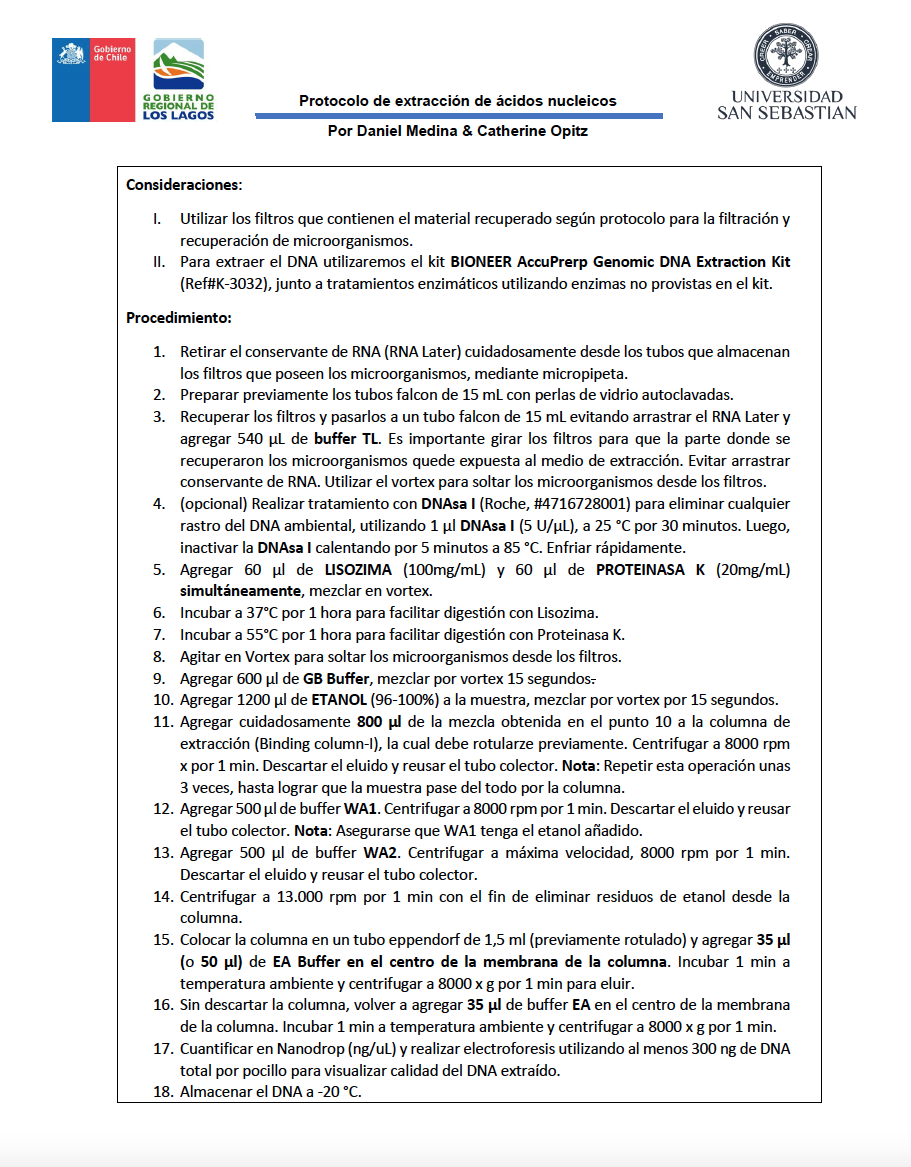 Gobierno
de Chile
GOBIERNO
REGIONAL DE
LOS LAGOS
Protocolo de extracción de ácidos nucleicos
Por Daniel Medina & Catherine Opitz
CREER SABER CREAR
EMPRENDER
UNIVERSIDAD
SAN SEBASTIAN
Consideraciones:
I. Utilizar los filtros que contienen el material recuperado según protocolo para la filtración y
recuperación de microorganismos.
II. Para extraer el DNA utilizaremos el kit BIONEER AccuPrerp Genomic DNA Extraction Kit
(Ref#K-3032), junto a tratamientos enzimáticos utilizando enzimas no provistas en el kit.
Procedimiento:
1. Retirar el conservante de RNA (RNA Later) cuidadosamente desde los tubos que almacenan
los filtros que poseen los microorganismos, mediante micropipeta.
2. Preparar previamente los tubos falcon de 15 mL con perlas de vidrio autoclavadas.
3. Recuperar los filtros y pasarlos a un tubo falcon de 15 mL evitando arrastrar el RNA Later y
agregar 540 µL de buffer TL. Es importante girar los filtros para que la parte donde se
recuperaron los microorganismos quede expuesta al medio de extracción. Evitar arrastrar
conservante de RNA. Utilizar el vortex para soltar los microorganismos desde los filtros.
4. (opcional) Realizar tratamiento con DNAsa I (Roche, #4716728001) para eliminar cualquier
rastro del DNA ambiental, utilizando 1 µl DNAsa I (5 U/µL), a 25 °C por 30 minutos. Luego,
inactivar la DNAsa I calentando por 5 minutos a 85 °C. Enfriar rápidamente.
5. Agregar 60 µl de LISOZIMA (100mg/mL) y 60 µl de PROTEINASA K (20mg/mL)
simultáneamente, mezclar en vortex.
6. Incubar a 37°C por 1 hora para facilitar digestión con Lisozima.
7. Incubar a 55°C por 1 hora para facilitar digestión con Proteinasa K.
8. Agitar en Vortex para soltar los microorganismos desde los filtros.
9. Agregar 600 µl de GB Buffer, mezclar por vortex 15 segundos.
10. Agregar 1200 µl de ETANOL (96-100%) a la muestra, mezclar por vortex por 15 segundos.
11. Agregar cuidadosamente 800 µl de la mezcla obtenida en el punto 10 a la columna de
extracción (Binding column-I), la cual debe rotularze previamente. Centrifugar a 8000 rpm
x por 1 min. Descartar el eluido y reusar el tubo colector. Nota: Repetir esta operación unas
3 veces, hasta lograr que la muestra pase del todo por la columna.
12. Agregar 500 µl de buffer WA1. Centrifugar a 8000 rpm por 1 min. Descartar el eluido y reusar
el tubo colector. Nota: Asegurarse que WA1 tenga el etanol añadido.
13. Agregar 500 µl de buffer WA2. Centrifugar a máxima velocidad, 8000 rpm por 1 min.
Descartar el eluido y reusar el tubo colector.
14. Centrifugar a 13.000 rpm por 1 min con el fin de eliminar residuos de etanol desde la
columna.
15. Colocar la columna en un tubo eppendorf de 1,5 ml (previamente rotulado) y agregar 35 µl
(o 50 µl) de EA Buffer en el centro de la membrana de la columna. Incubar 1 min a
temperatura ambiente y centrifugar a 8000 x g por 1 min para eluir.
16. Sin descartar la columna, volver a agregar 35 µl de buffer EA en el centro de la membrana
de la columna. Incubar 1 min a temperatura ambiente y centrifugar a 8000 x g por 1 min.
17. Cuantificar en Nanodrop (ng/uL) y realizar electroforesis utilizando al menos 300 ng de DNA
total por pocillo para visualizar calidad del DNA extraído.
18. Almacenar el DNA a -20 °C.